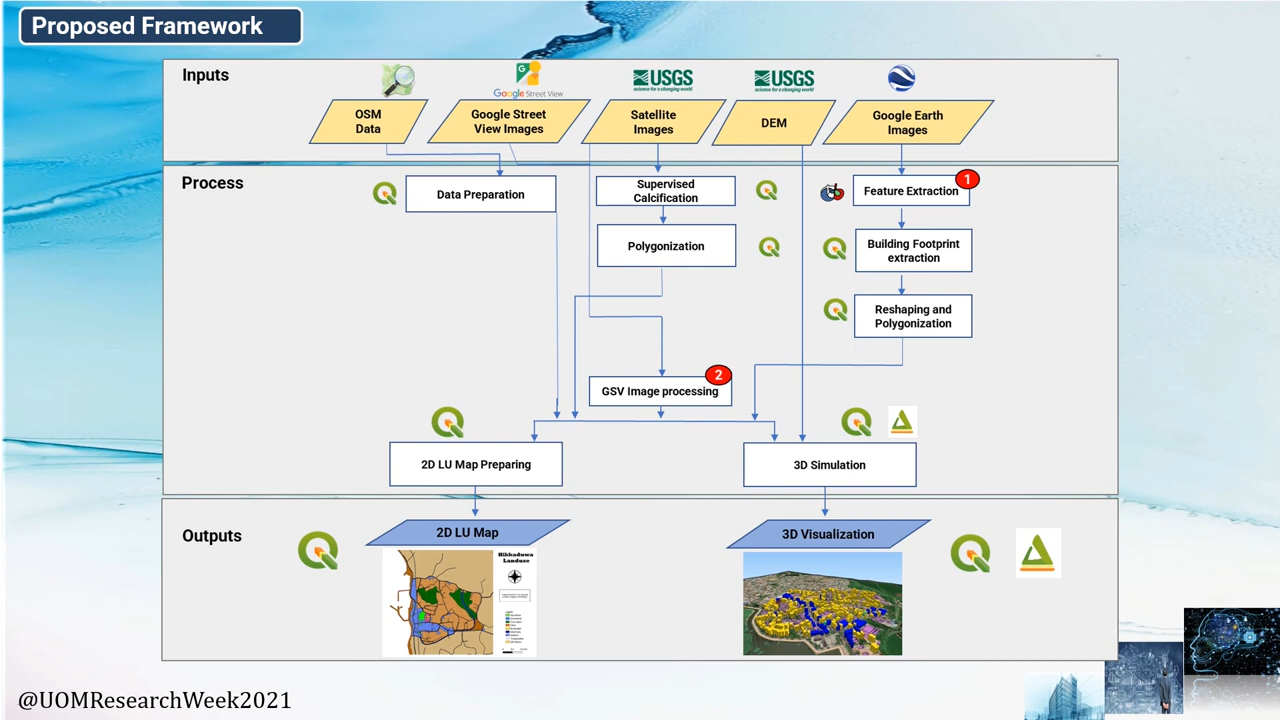 Proposed Framework
Inputs
USGS
science for a changing world
USGS
science for a changing world
Google Street View
OSM
Data
Google Street
View Images
Satellite
Images
DEM
Google Earth
Images
Process
Data Preparation
Supervised
Calcification
Feature Extraction
1
Polygonization
Building Footprint
extraction
Reshaping and
Polygonization
GSV Image processing
2
2D LU Map Preparing
3D Simulation
Outputs
2D LU Map
3D Visualization
Hikkaduwa
Landuse
@UOMResearchWeek2021